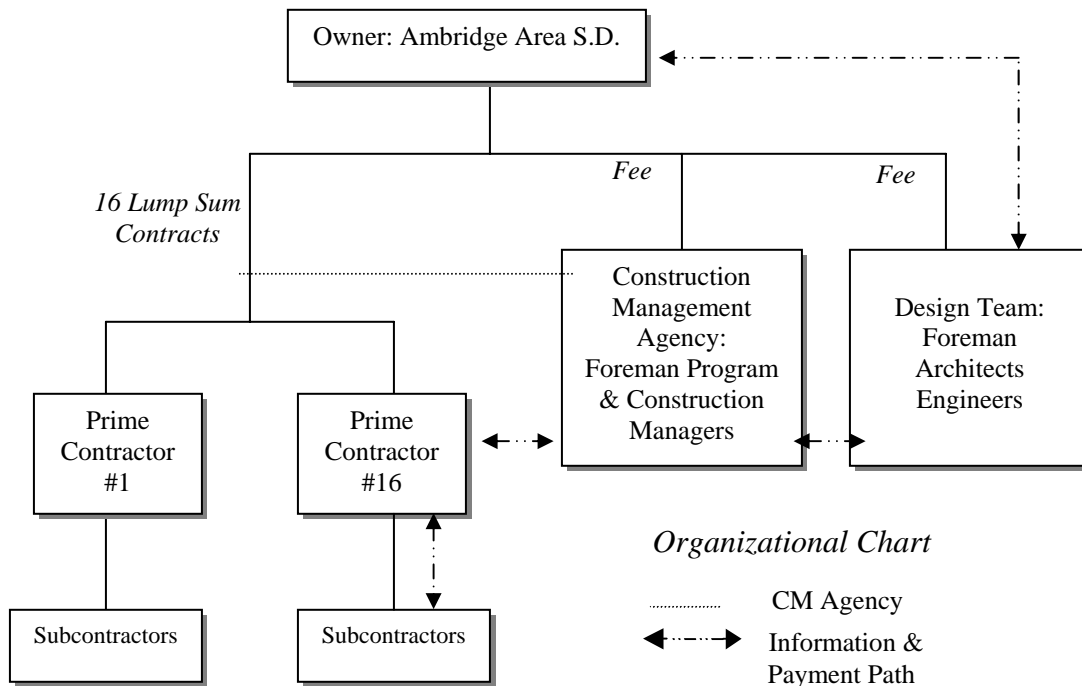 Owner: Ambridge Area S.D.
Fee
Fee
16 Lump Sum
Contracts
Construction
Management
Agency:
Foreman Program
& Construction
Managers
Design Team:
Foreman
Architects
Engineers
Prime
Contractor
#1
Prime
Contractor
#16
Subcontractors
Subcontractors
Organizational Chart
CM Agency
Information &
Payment Path